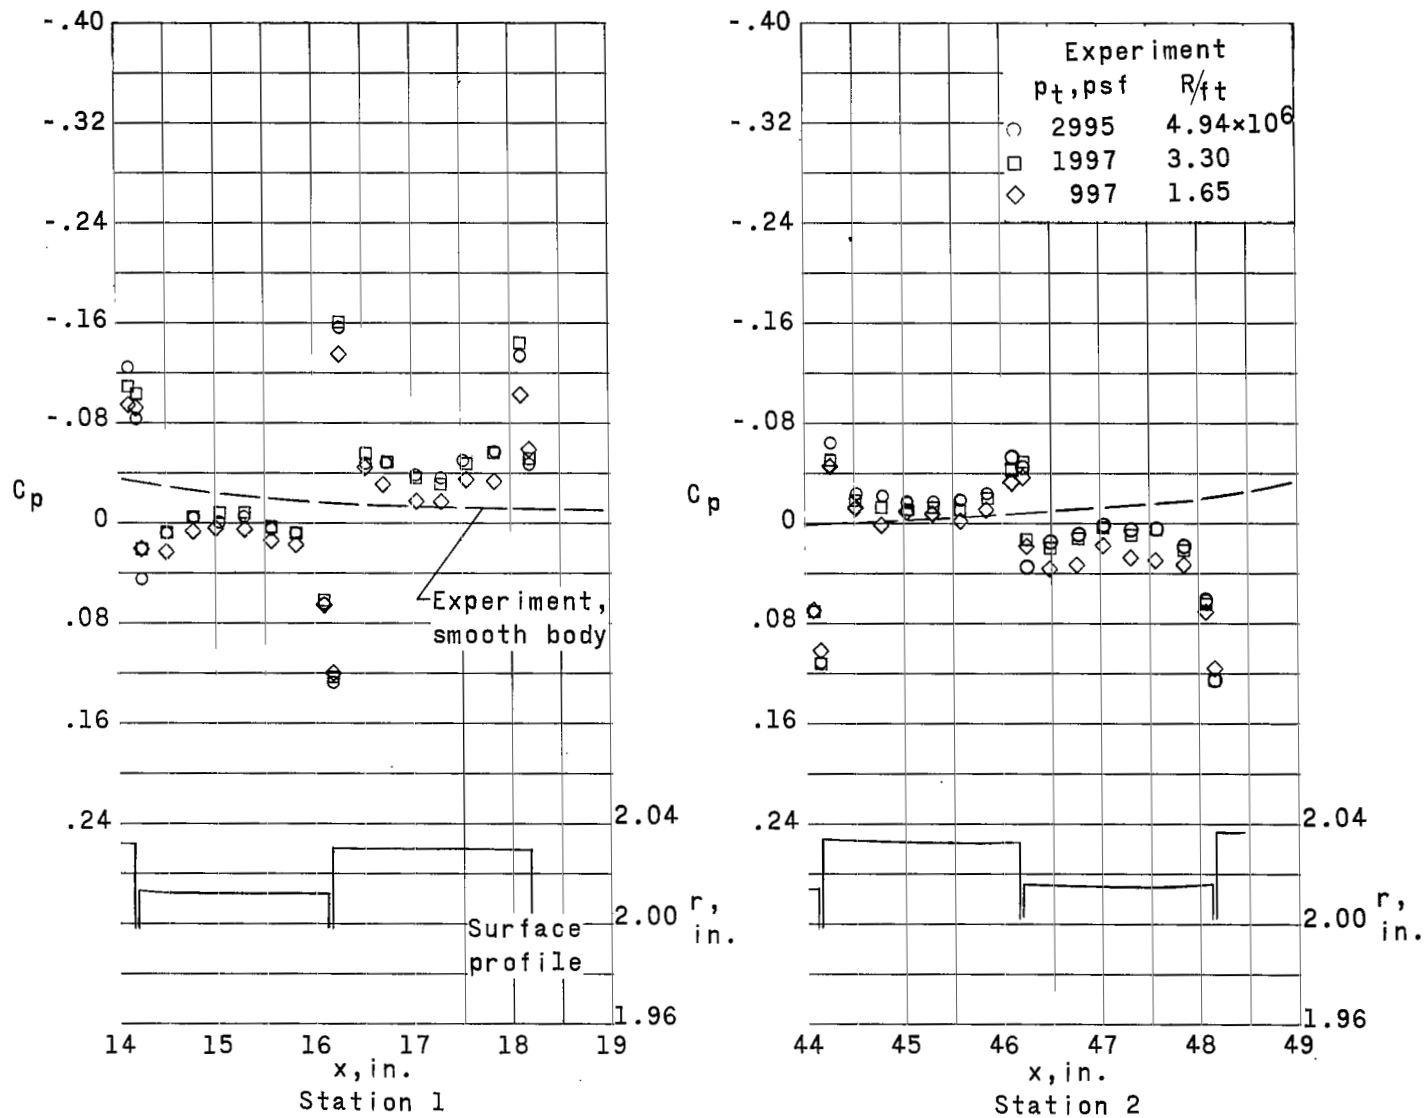 -.40
-.32
-.24
-.16
-.08
Cp
0
.08
.16
.24
Experiment,
smooth body
2.04
2.00
1.96
r,
in.
Surface
profile
14 15 16 17 18 19
x, in.
Station 1
-.40
-.32
-.24
-.16
-.08
Cp
0
.08
.16
.24
Experiment
pt,psf R/ft
2995 4.94×10^6
1997 3.30
997 1.65
2.04
2.00
1.96
r,
in.
44 45 46 47 48 49
x, in.
Station 2